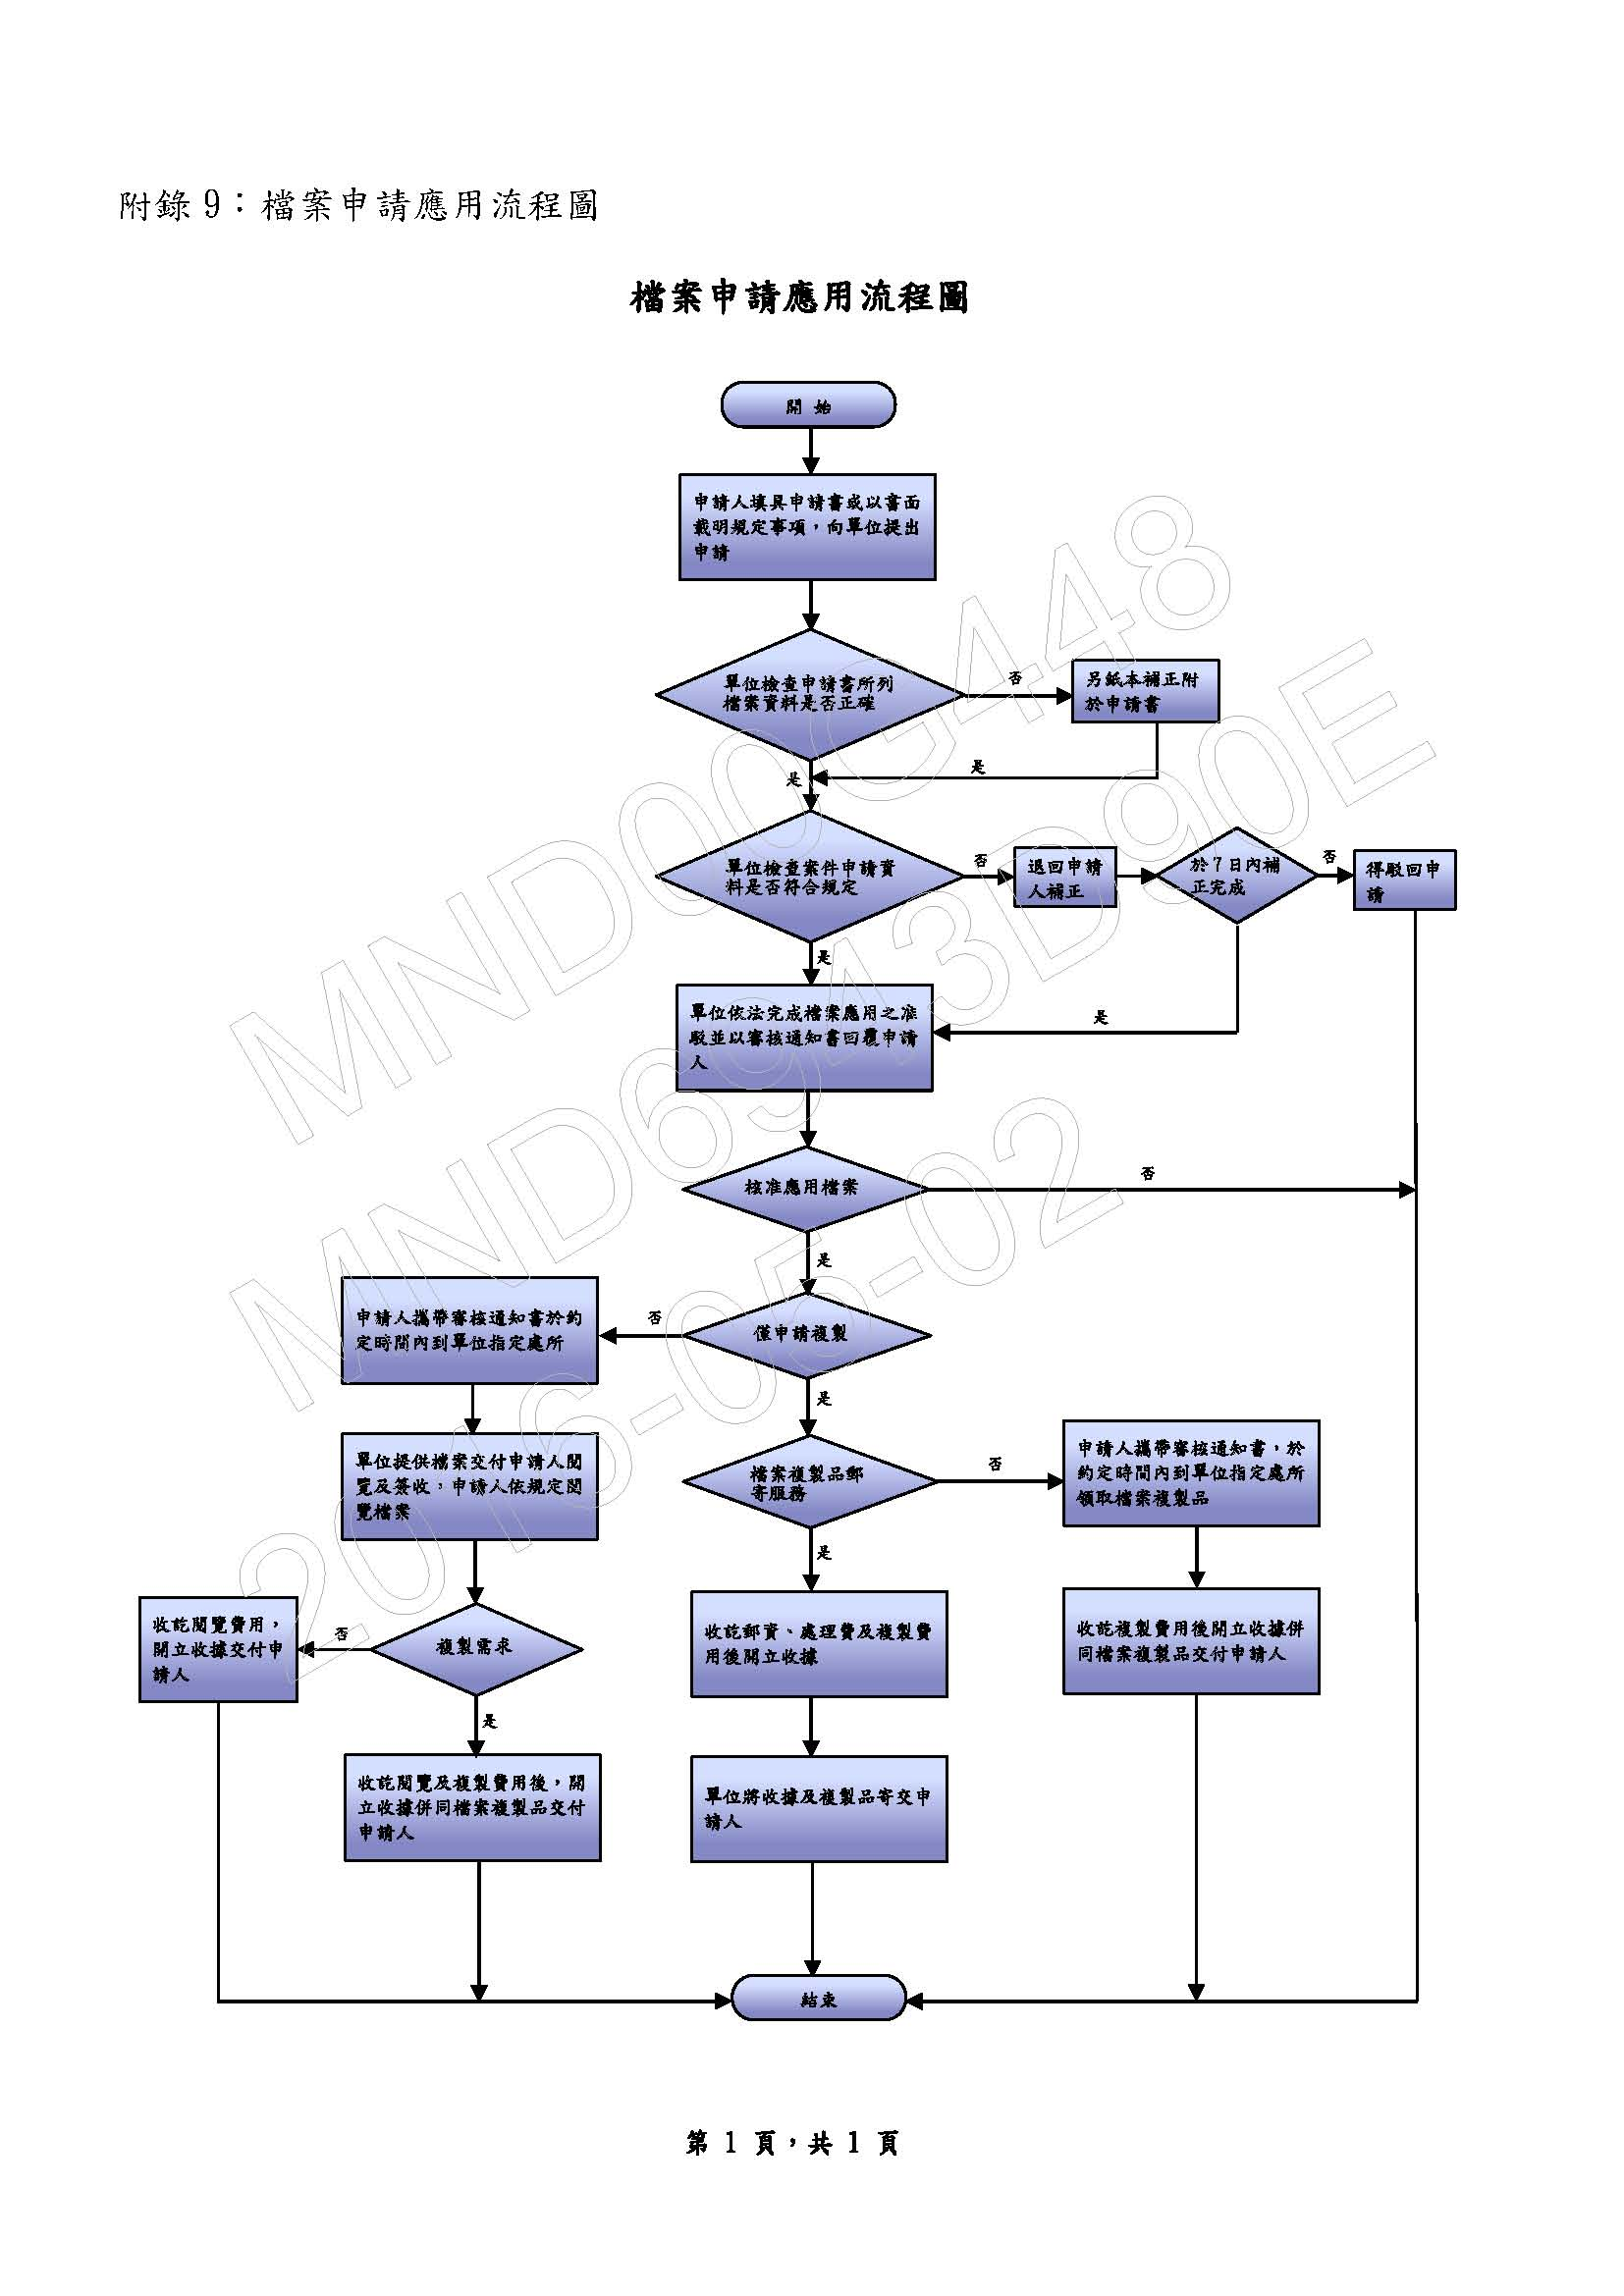 附錄9：檔案申請應用流程圖
檔案申請應用流程圖
開 始
申請人填具申請書或以書面
載明規定事項，向單位提出
申請
單位檢查申請書所列
檔案資料是否正確
否
另紙本補正附
於申請書
是
是
單位檢查案件申請資
料是否符合規定
否
退回申請
人補正
於7日內補
正完成
否
得駁回申
請
是
單位依法完成檔案應用之准
駁並以審核通知書回覆申請
人
是
核准應用檔案
否
是
僅申請複製
否
申請人攜帶審核通知書於約
定時間內到單位指定處所
是
單位提供檔案交付申請人閱
覽及簽收，申請人依規定閱
覽檔案
檔案複製品郵
寄服務
否
申請人攜帶審核通知書，於
約定時間內到單位指定處所
領取檔案複製品
是
收訖閱覽費用，
開立收據交付申
請人
否
複製需求
收訖郵資、處理費及複製費
用後開立收據
收訖複製費用後開立收據併
同檔案複製品交付申請人
是
收訖閱覽及複製費用後，開
立收據併同檔案複製品交付
申請人
單位將收據及複製品寄交申
請人
結束
第 1 頁，共 1 頁
MND00G448
MND6943D90E
2016-05-02